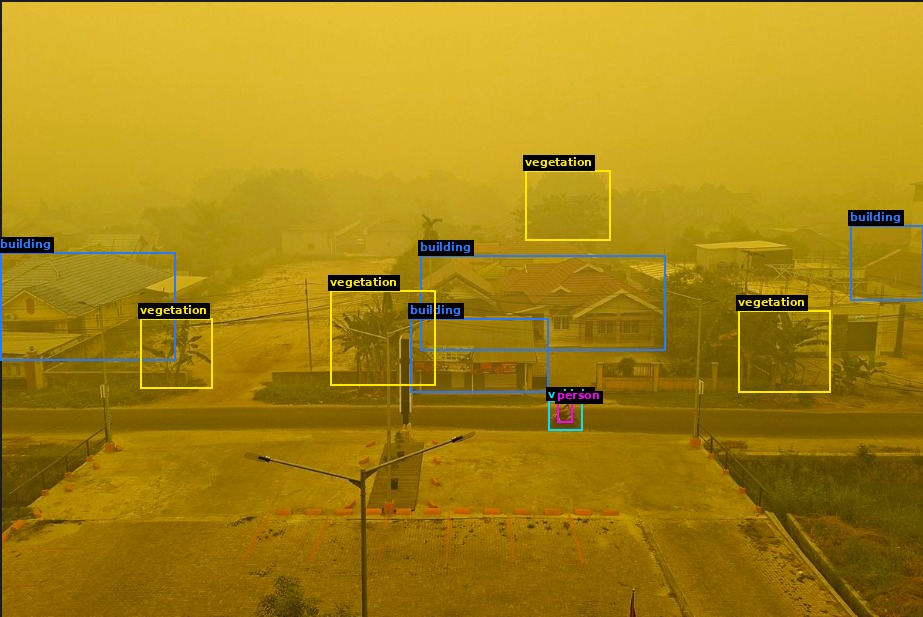 vegetation
building
building
building
vegetation
vegetation
vegetation
building
person